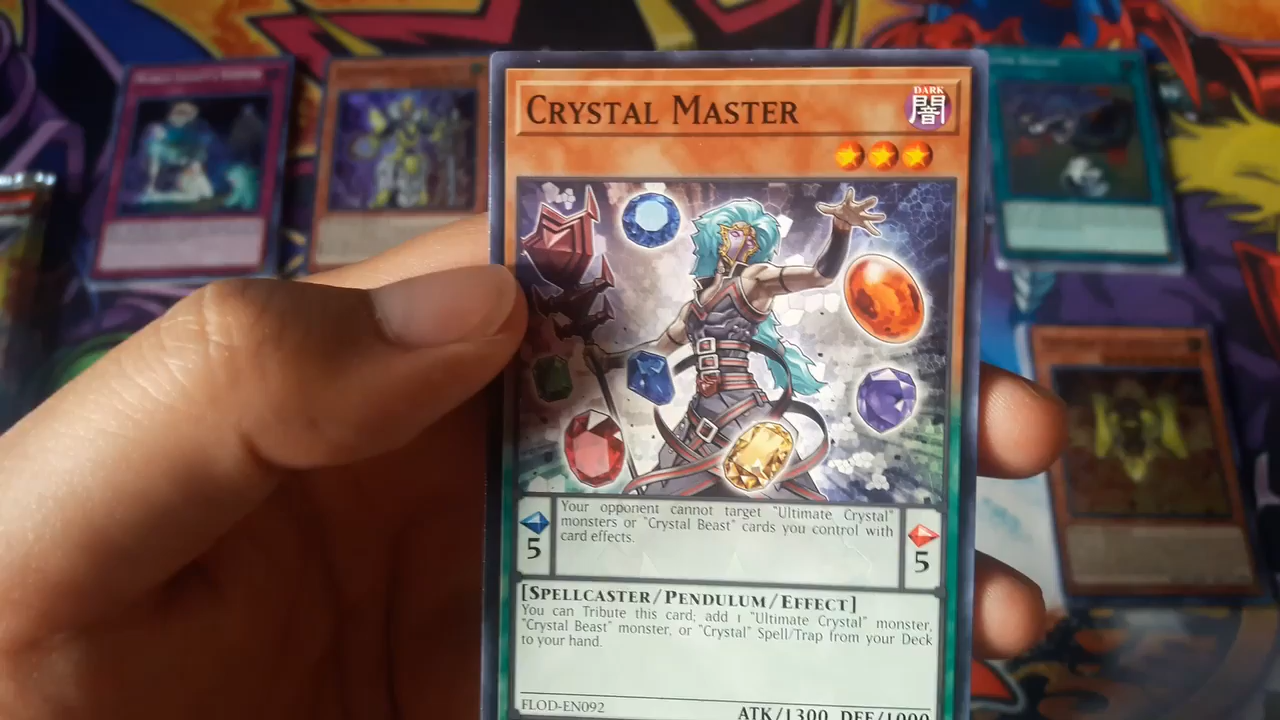 CRYSTAL MASTER
DARK
闇
Your opponent cannot target "Ultimate Crystal"
monsters or "Crystal Beast" cards you control with
card effects.
5
5
[SPELLCASTER/PENDULUM/EFFECT]
You can Tribute this card; add 1 "Ultimate Crystal" monster,
"Crystal Beast" monster, or "Crystal" Spell/Trap from your Deck
to your hand.
FLOD-EN092
ATK/1300 DEF/1000